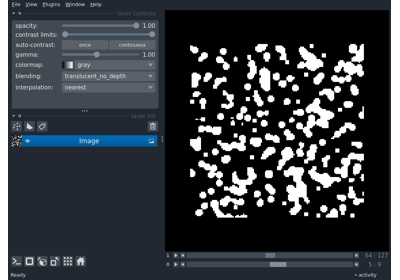 File View Plugins Window Help
layer controls
opacity: 1.00
contrast limits:
auto-contrast: once continuous
gamma: 1.00
colormap: gray
blending: translucent_no_depth
interpolation: nearest
layer list
Image
1 64 127
0 5 9
Ready activity